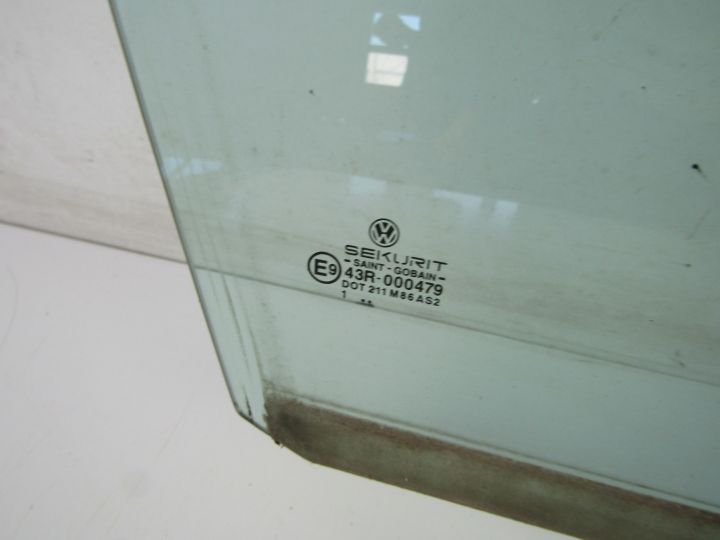 SEKURIT
- SAINT - GOBAIN -
E9 43R-000479
DOT 211 M86 AS2
1 ..